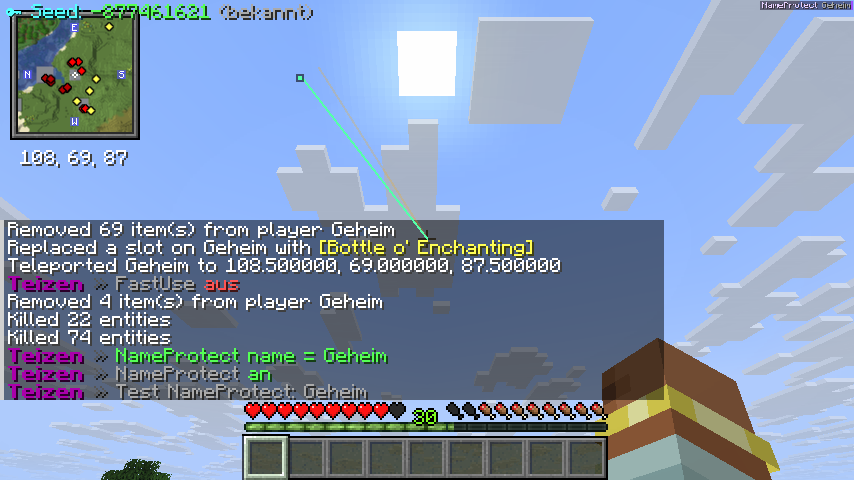 Seed: -877461621 (bekannt)
NameProtect Geheim
E
N
S
W
108, 69, 87
Removed 69 item(s) from player Geheim
Replaced a slot on Geheim with [Bottle o' Enchanting]
Teleported Geheim to 108.500000, 69.000000, 87.500000
Teizen » FastUse aus
Removed 4 item(s) from player Geheim
Killed 22 entities
Killed 74 entities
Teizen » NameProtect name = Geheim
Teizen » NameProtect an
Teizen » Test NameProtect: Geheim
30